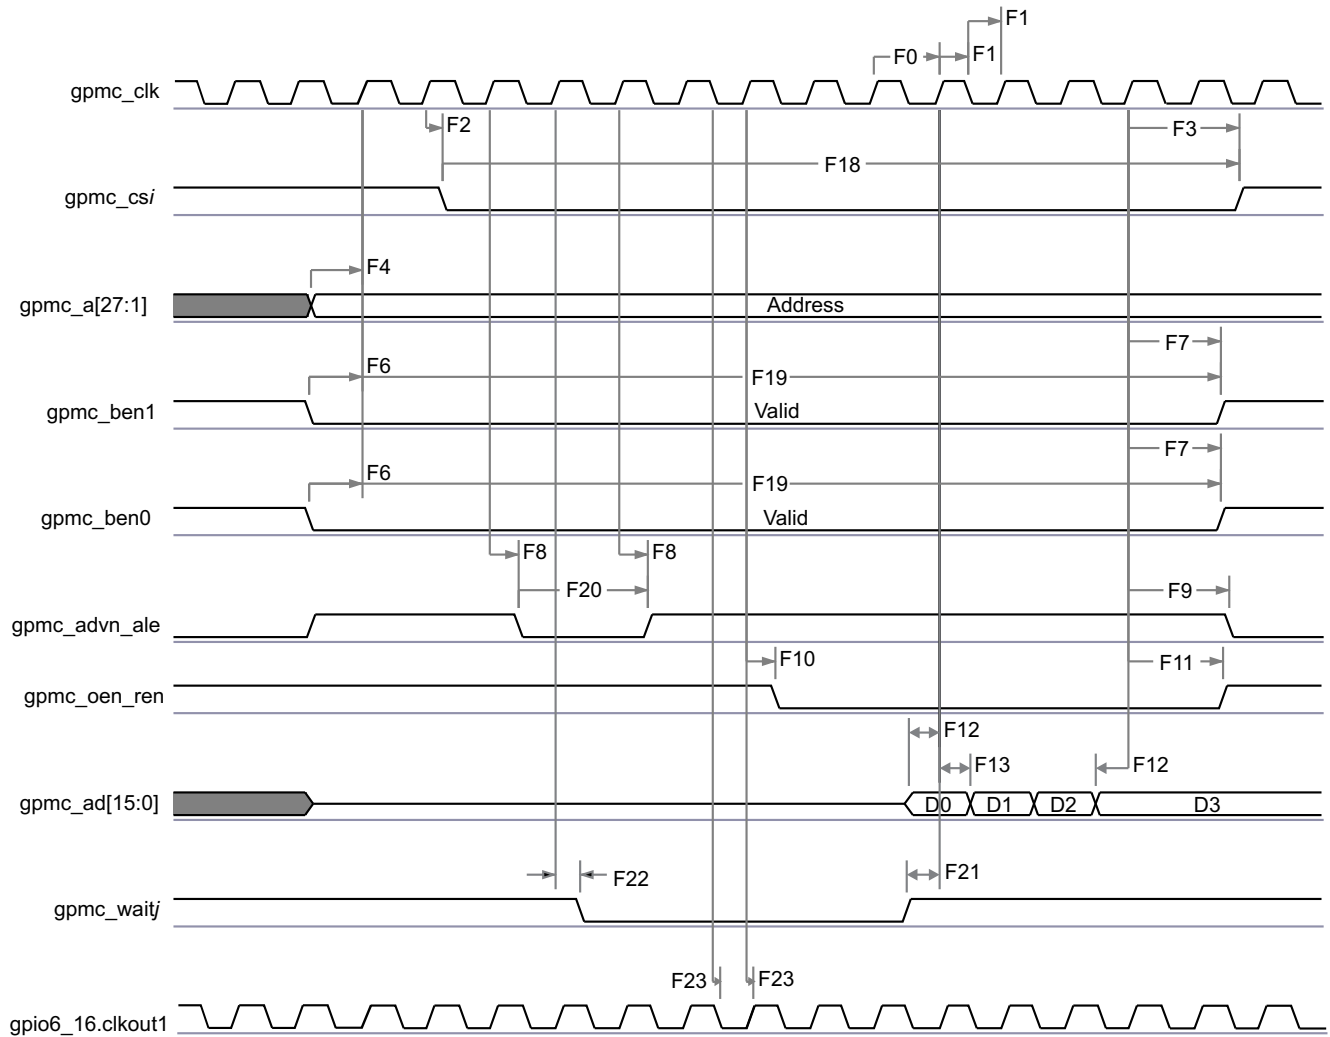 F1
F0
F1
gpmc_clk
F2
F3
F18
gpmc_csi
F4
gpmc_a[27:1]
Address
F7
F6
F19
gpmc_ben1
Valid
F7
F6
F19
gpmc_ben0
Valid
F8
F8
F20
F9
gpmc_advn_ale
F10
F11
gpmc_oen_ren
F12
F13
F12
gpmc_ad[15:0]
D0
D1
D2
D3
F22
F21
gpmc_waitj
F23
F23
gpio6_16.clkout1